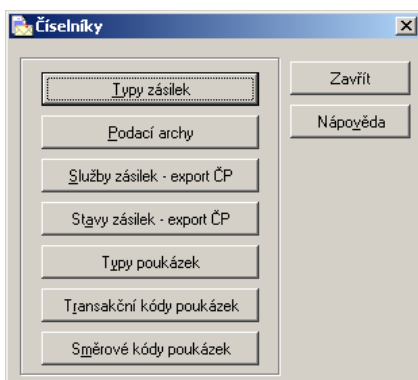 Číselníky
Typy zásilek
Podací archy
Služby zásilek - export ČP
Stavy zásilek - export ČP
Typy poukázek
Transakční kódy poukázek
Směrové kódy poukázek
Zavřít
Nápověda